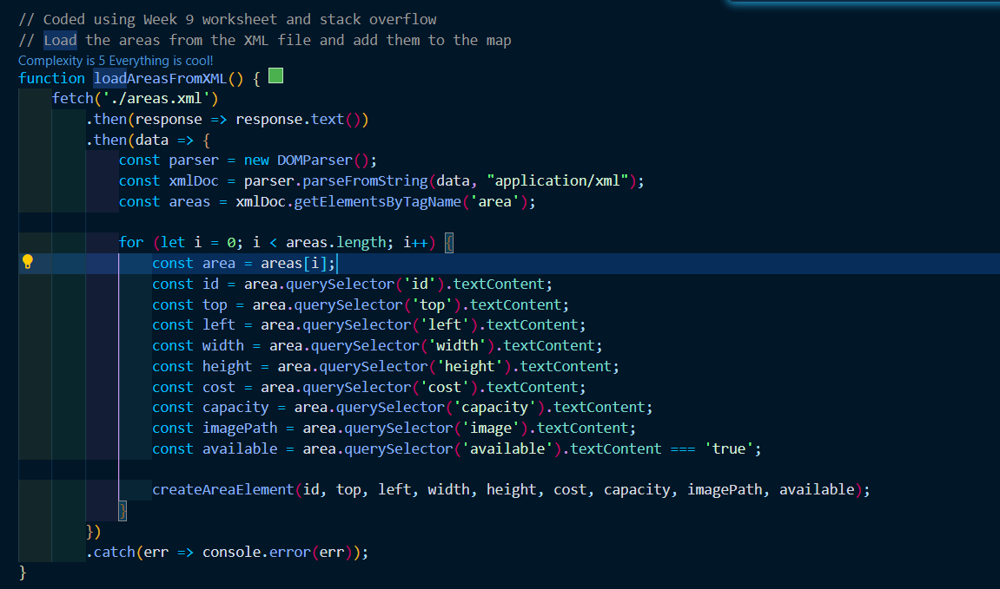 // Coded using Week 9 worksheet and stack overflow
// Load the areas from the XML file and add them to the map
Complexity is 5 Everything is cool!
function loadAreasFromXML() {
    fetch('./areas.xml')
        .then(response => response.text())
        .then(data => {
            const parser = new DOMParser();
            const xmlDoc = parser.parseFromString(data, "application/xml");
            const areas = xmlDoc.getElementsByTagName('area');
            for (let i = 0; i < areas.length; i++) {
                const area = areas[i];
                const id = area.querySelector('id').textContent;
                const top = area.querySelector('top').textContent;
                const left = area.querySelector('left').textContent;
                const width = area.querySelector('width').textContent;
                const height = area.querySelector('height').textContent;
                const cost = area.querySelector('cost').textContent;
                const capacity = area.querySelector('capacity').textContent;
                const imagePath = area.querySelector('image').textContent;
                const available = area.querySelector('available').textContent === 'true';
                createAreaElement(id, top, left, width, height, cost, capacity, imagePath, available);
            }
        })
        .catch(err => console.error(err));
}